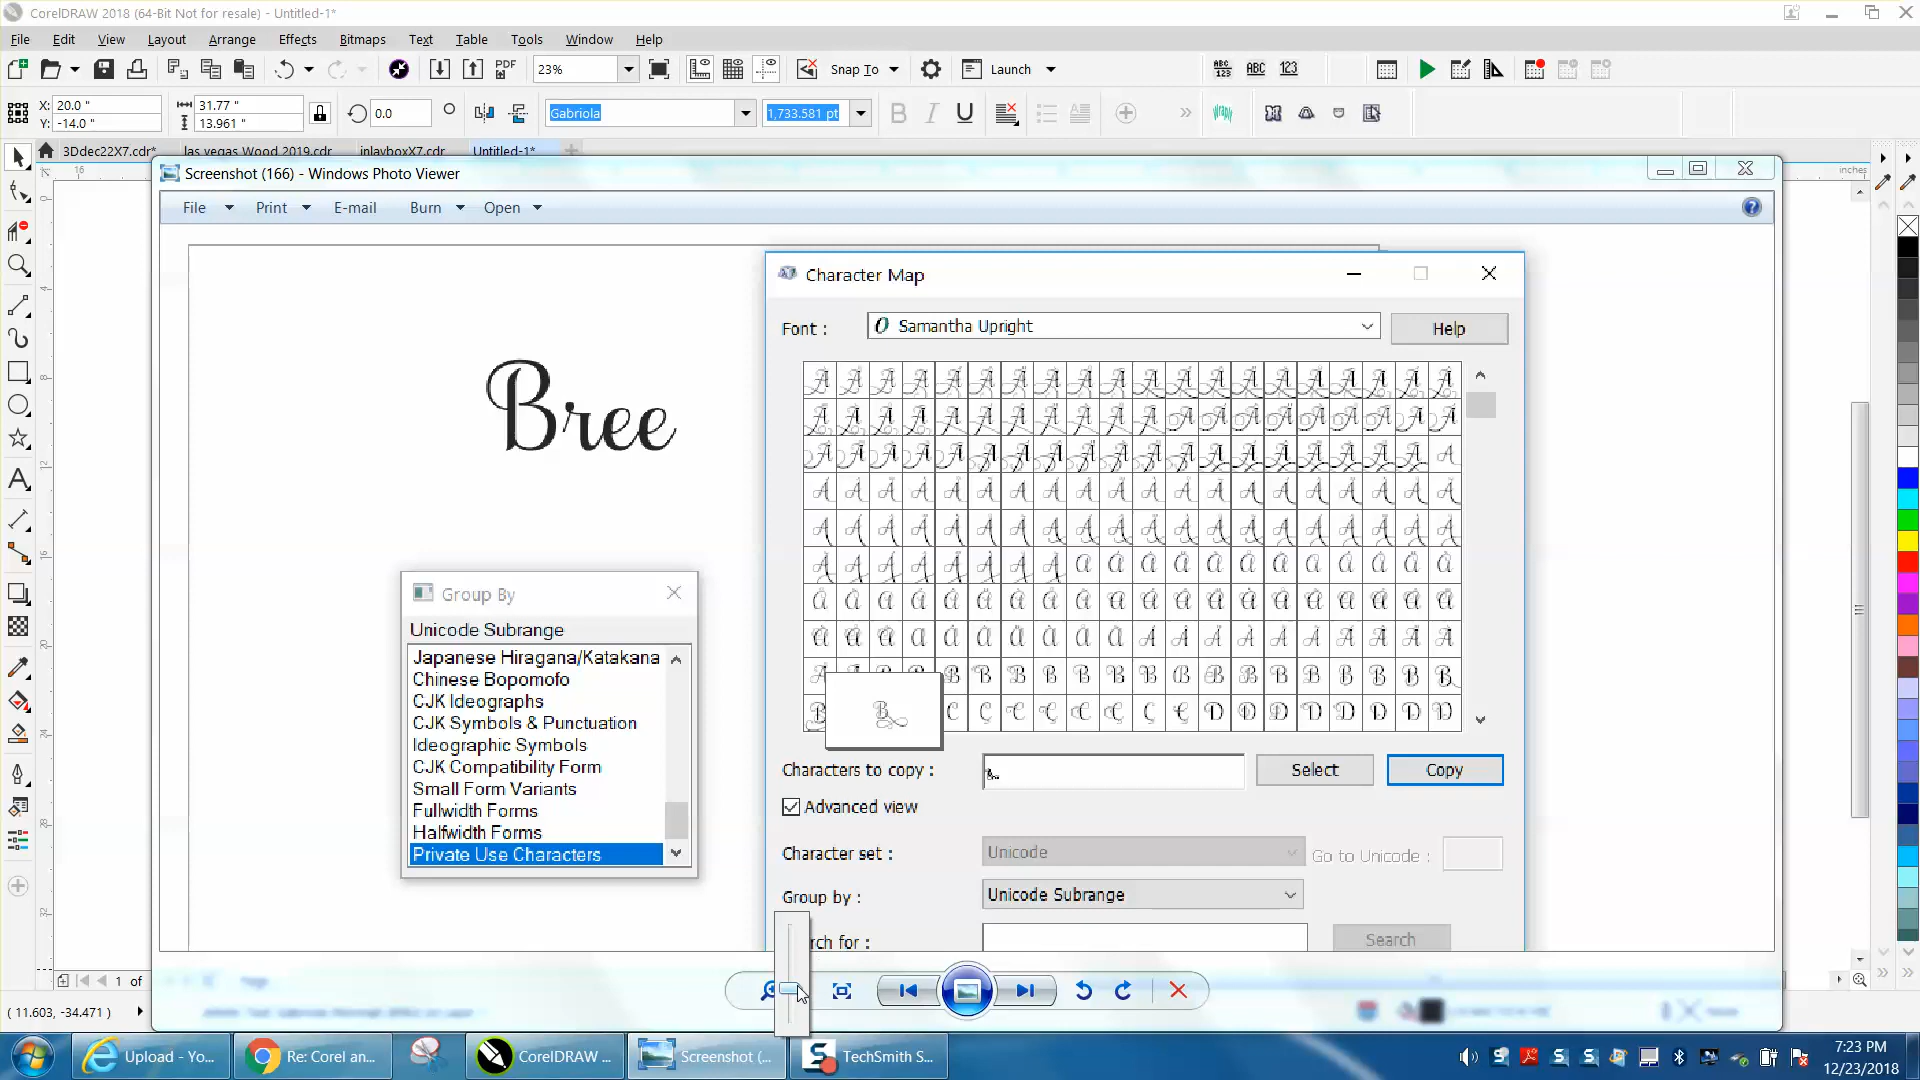 CorelDRAW 2018 (64-Bit Not for resale) - Untitled-1*
File Edit View Layout Arrange Effects Bitmaps Text Table Tools Window Help
PDF 23% Snap To Launch ABC 123 ABC 123
X: 20.0 " 31.77 " 0.0 Gabriola 1,733.581 pt B I U
Y: -14.0 " 13.961 "
3Ddec22X7.cdr* las vegas Wood 2019.cdr inlayboxX7.cdr Untitled-1*
16 inches
Screenshot (166) - Windows Photo Viewer
File Print E-mail Burn Open
Character Map
Font : Samantha Upright Help
Bree
Group By
Unicode Subrange
Japanese Hiragana/Katakana
Chinese Bopomofo
CJK Ideographs
CJK Symbols & Punctuation
Ideographic Symbols
CJK Compatibility Form
Small Form Variants
Fullwidth Forms
Halfwidth Forms
Private Use Characters
Characters to copy : Select Copy
Advanced view
Character set : Unicode Go to Unicode :
Group by : Unicode Subrange
rch for : Search
1 of
( 11.603, -34.471 )
Upload - Yo... Re: Corel an... CorelDRAW ... Screenshot (... TechSmith S...
7:23 PM
12/23/2018